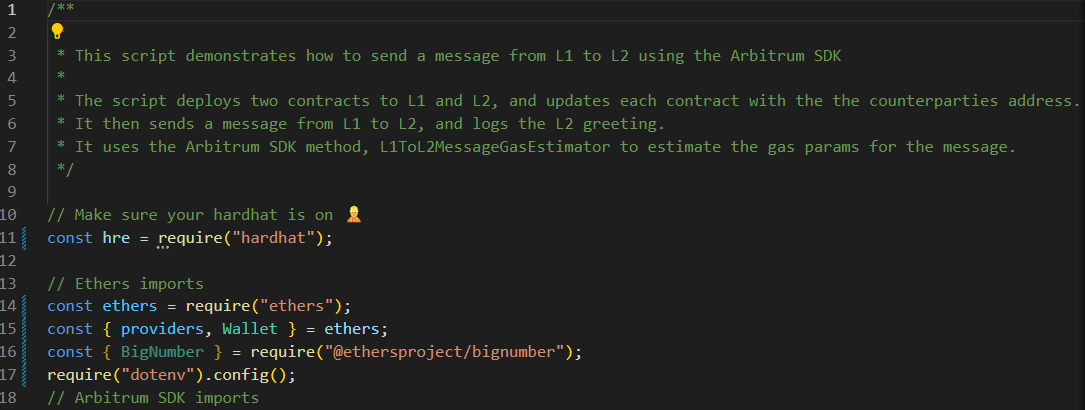 1 /**
2 💡
3 * This script demonstrates how to send a message from L1 to L2 using the Arbitrum SDK
4 *
5 * The script deploys two contracts to L1 and L2, and updates each contract with the the counterparties address.
6 * It then sends a message from L1 to L2, and logs the L2 greeting.
7 * It uses the Arbitrum SDK method, L1ToL2MessageGasEstimator to estimate the gas params for the message.
8 */
9
10 // Make sure your hardhat is on 👷
11 const hre = require("hardhat");
12
13 // Ethers imports
14 const ethers = require("ethers");
15 const { providers, Wallet } = ethers;
16 const { BigNumber } = require("@ethersproject/bignumber");
17 require("dotenv").config();
18 // Arbitrum SDK imports